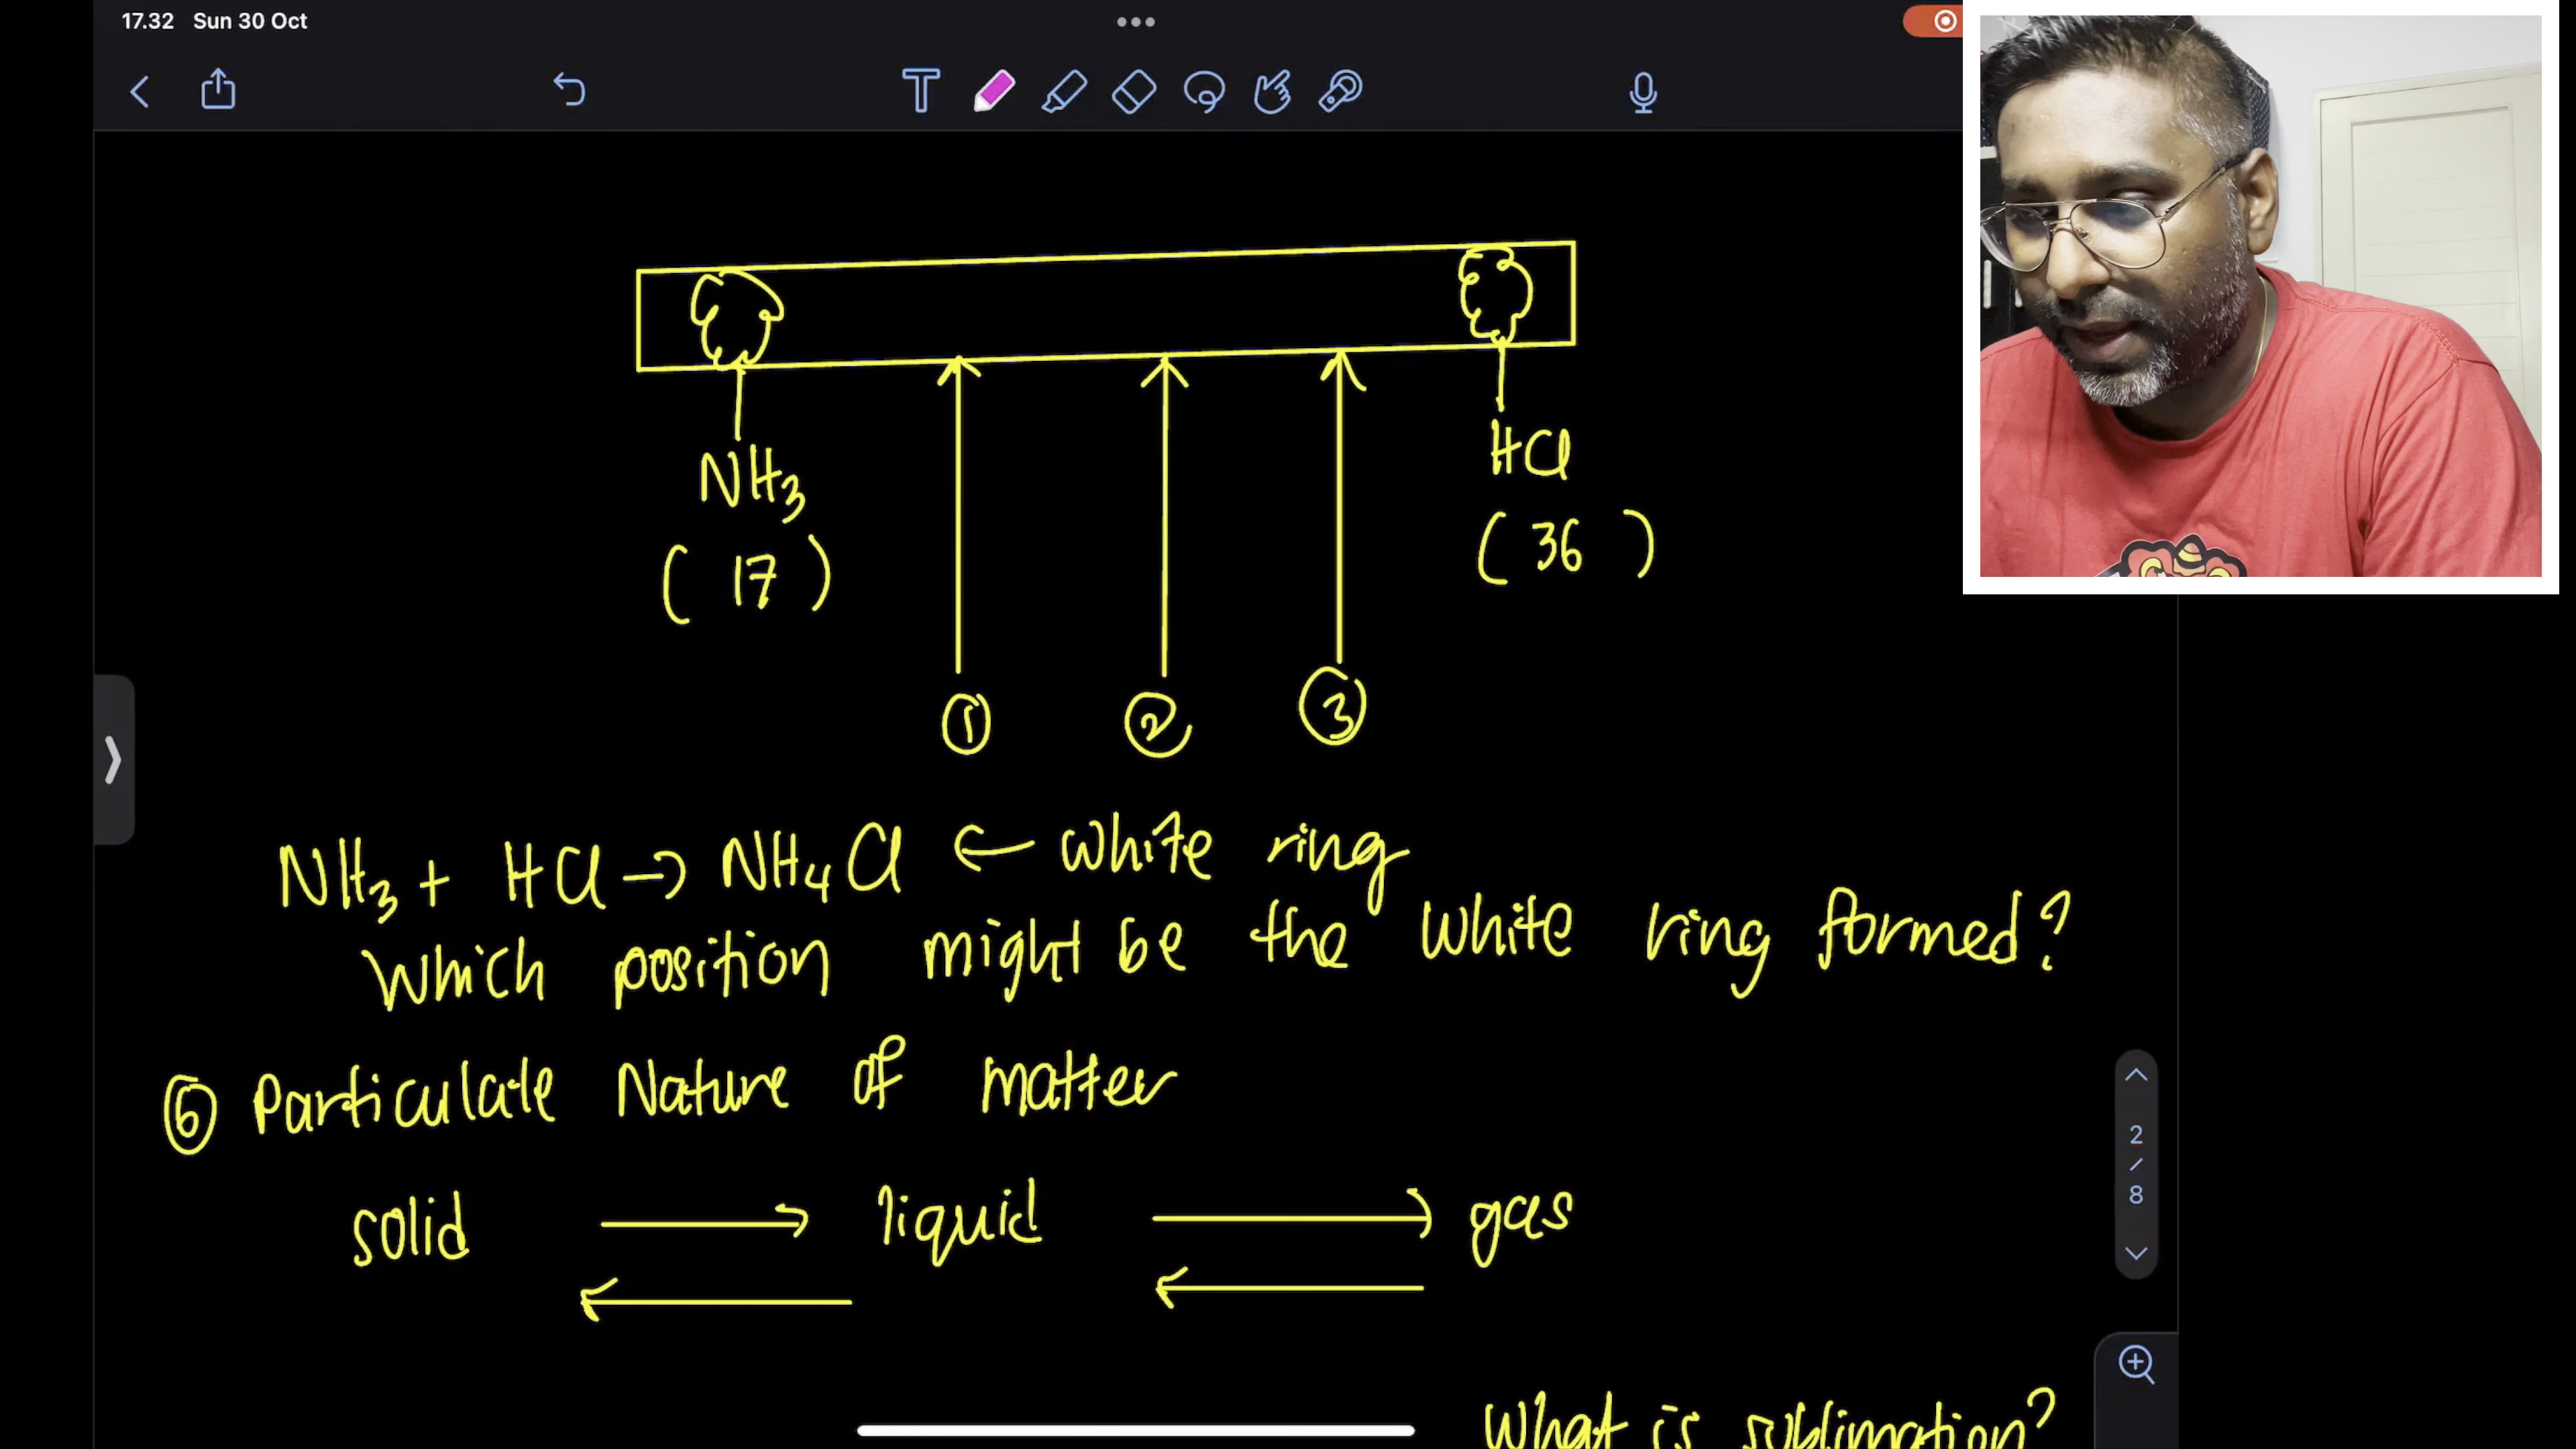 17.32 Sun 30 Oct
T
NH3
HCl
( 17 )
( 36 )
1 2 3
NH3 + HCl → NH4Cl ← white ring
Which position might be the white ring formed?
6 Particulate Nature of matter
solid → liquid → gas
← ←
2
/
8
What is sublimation?